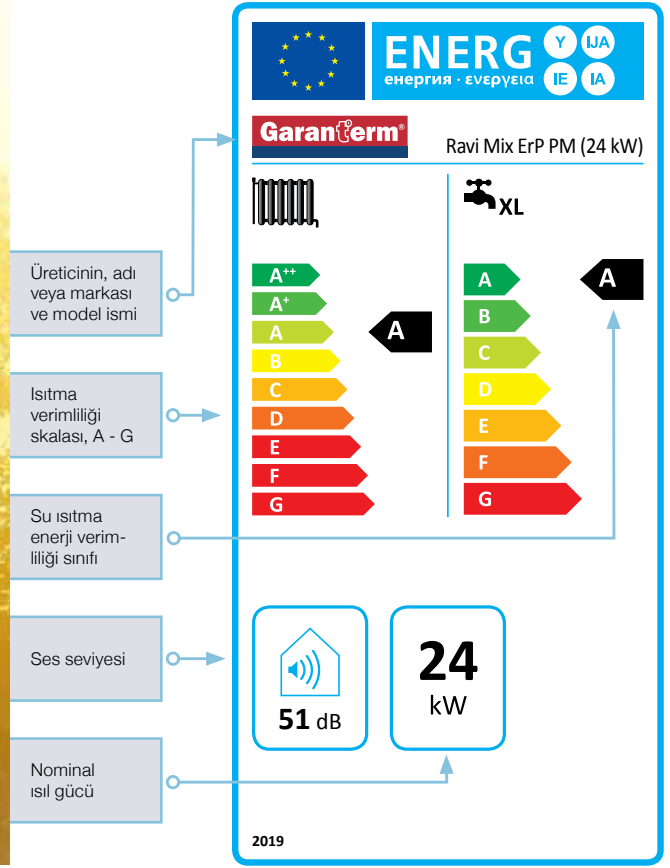 ENERG
Y IJA
IE IA
енергия · ενεργεια
Garanterm®
Ravi Mix ErP PM (24 kW)
XL
Üreticinin, adı
veya markası
ve model ismi
Isıtma
verimliliği
skalası, A - G
Su ısıtma
enerji verim-
liliği sınıfı
Ses seviyesi
Nominal
ısıl gücü
A++
A+
A
B
C
D
E
F
G
A
A
B
C
D
E
F
G
A
51 dB
24
kW
2019